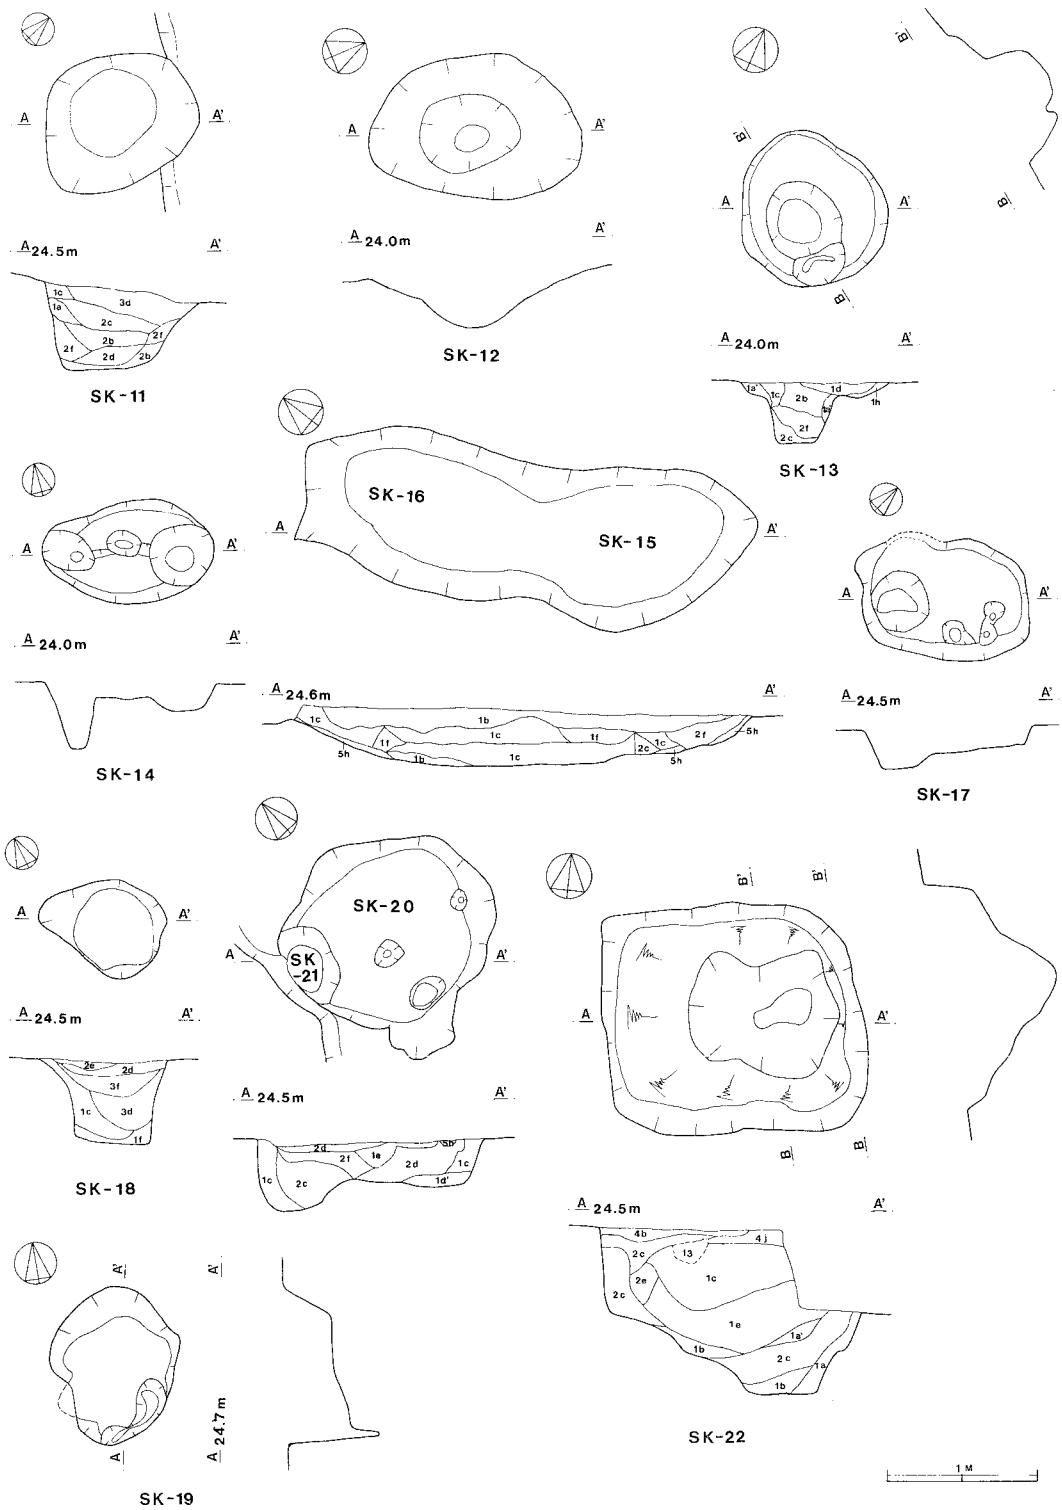 A A'
A 24.5m A'
1c
3d
1a
2c
2b
2f
2f
2d
2b
SK-11
A A'
A 24.0m A'
SK-12
B' B
B' A A' B
A 24.0m A'
1a' 1c 2b 1d 1h
2f
2c
SK-13
A A'
A 24.0m A'
SK-14
SK-16
A SK-15 A'
A 24.6m A'
1c 1b
1c 1f 1f 2c 1c 2f 5h
5h 1b 1c 5h
A A'
A 24.5m A'
SK-17
A A'
A 24.5m A'
2e 2d
3f
1c 3d
1f
SK-18
SK-20
A SK A'
-21
A 24.5m A'
2d 5h
2f 1e 2d 1c
1c 2c 1d'
B' B'
A A'
B B
A 24.5m A'
4b 4j
2c 13
2e 1c
2c
1e
1b 1a'
2c 1a
1b
SK-22
A' A'
A A 24.7m
SK-19
1 M